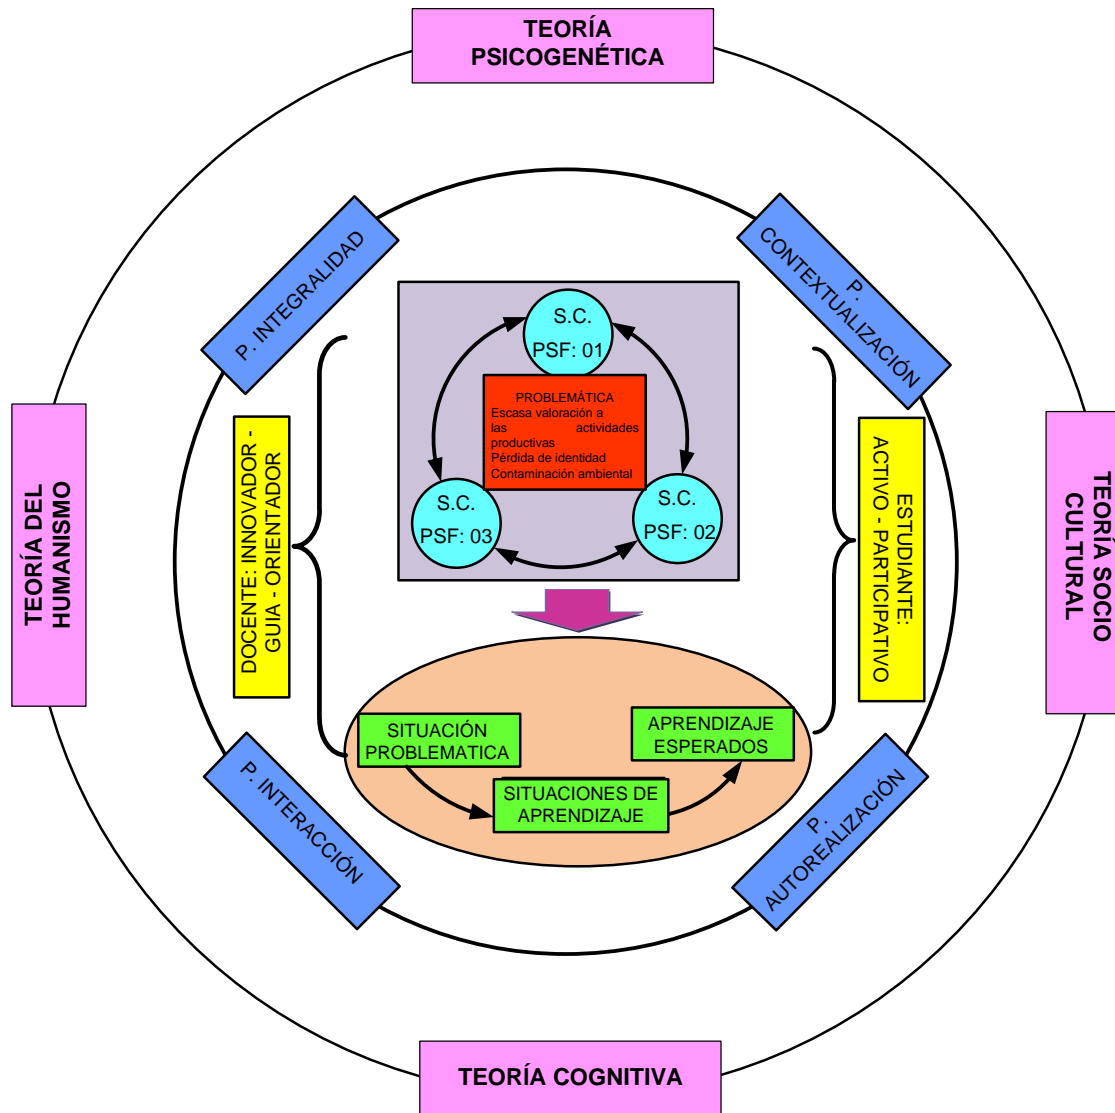 TEORÍA
PSICOGENÉTICA
P. INTEGRALIDAD
P.
CONTEXTUALIZACIÓN
S.C.
PSF: 01
PROBLEMÁTICA
Escasa valoración a
las actividades
productivas
Pérdida de identidad
Contaminación ambiental
S.C.
PSF: 03
S.C.
PSF: 02
TEORÍA DEL
HUMANISMO
DOCENTE: INNOVADOR -
GUIA - ORIENTADOR
ESTUDIANTE:
ACTIVO - PARTICIPATIVO
TEORÍA SOCIO
CULTURAL
SITUACIÓN
PROBLEMATICA
APRENDIZAJE
ESPERADOS
SITUACIONES DE
APRENDIZAJE
P. INTERACCIÓN
P.
AUTOREALIZACIÓN
TEORÍA COGNITIVA